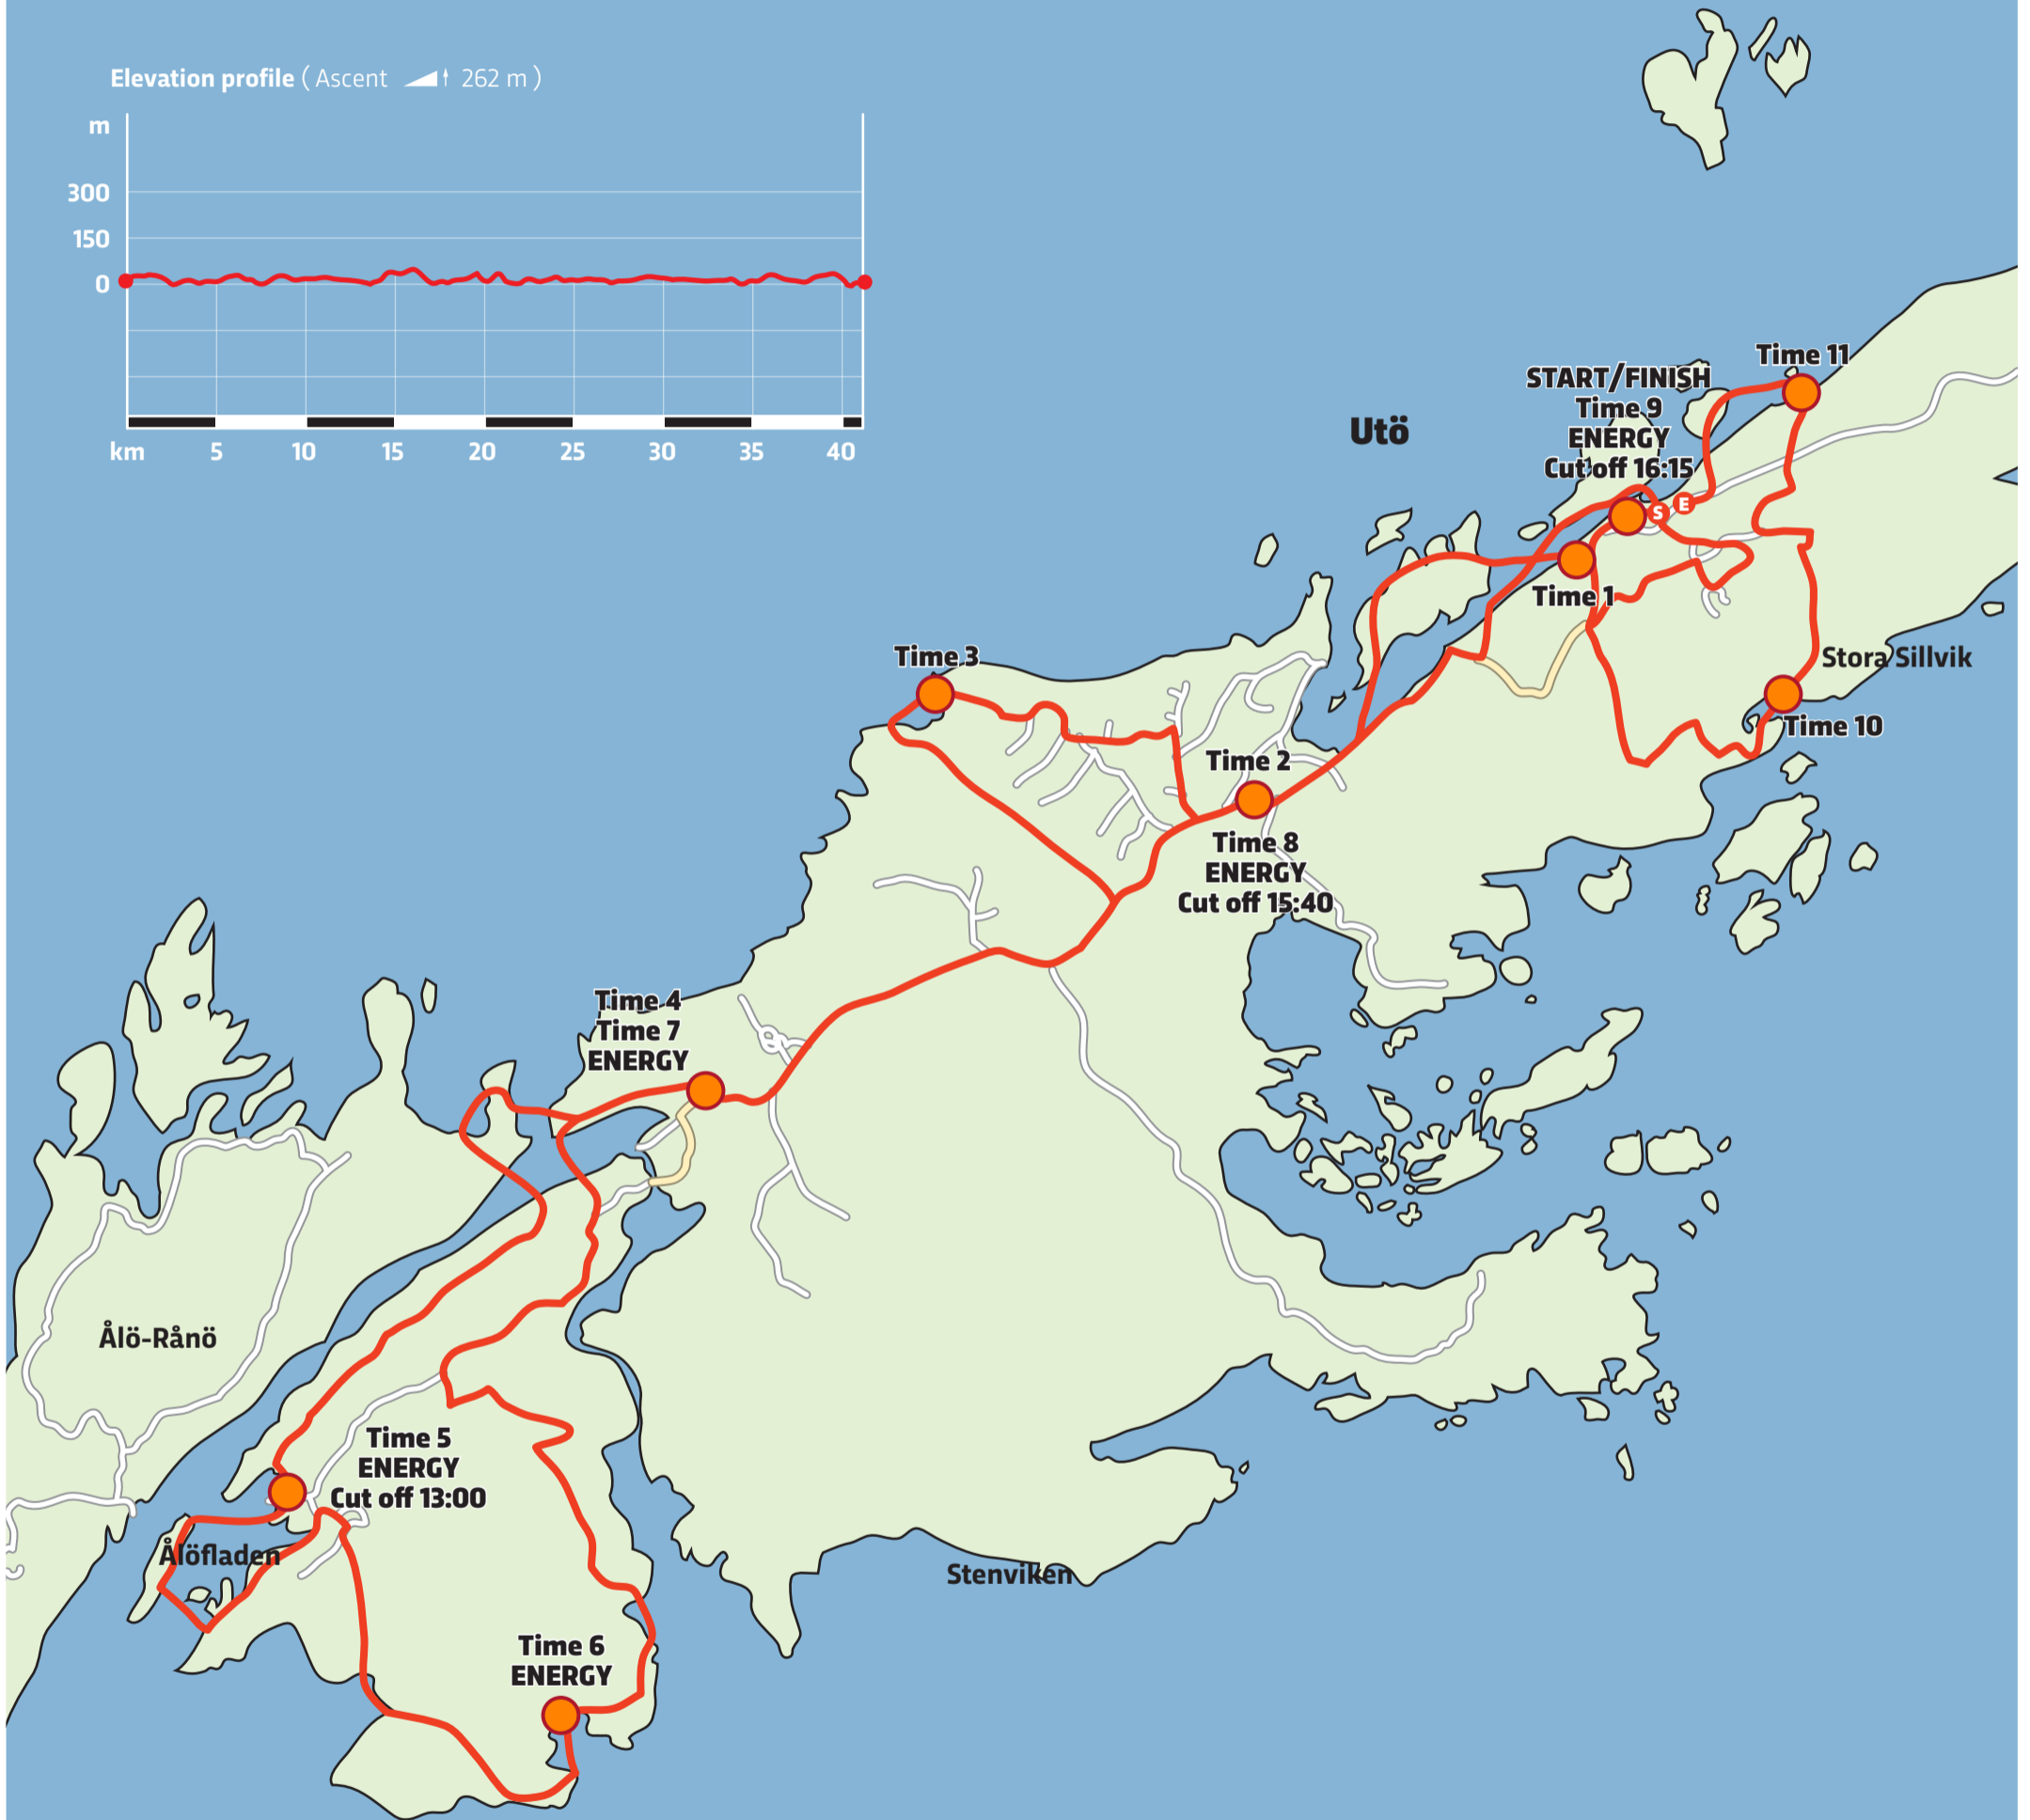 Elevation profile ( Ascent 262 m )
m
300
150
0
km 5 10 15 20 25 30 35 40
Time 11
START/FINISH
Time 9
ENERGY
Cut off 16:15
Utö
S
E
Time 1
Time 3
Stora Sillvik
Time 10
Time 2
Time 8
ENERGY
Cut off 15:40
Time 4
Time 7
ENERGY
Ålö-Rånö
Time 5
ENERGY
Cut off 13:00
Ålöfladen
Stenviken
Time 6
ENERGY